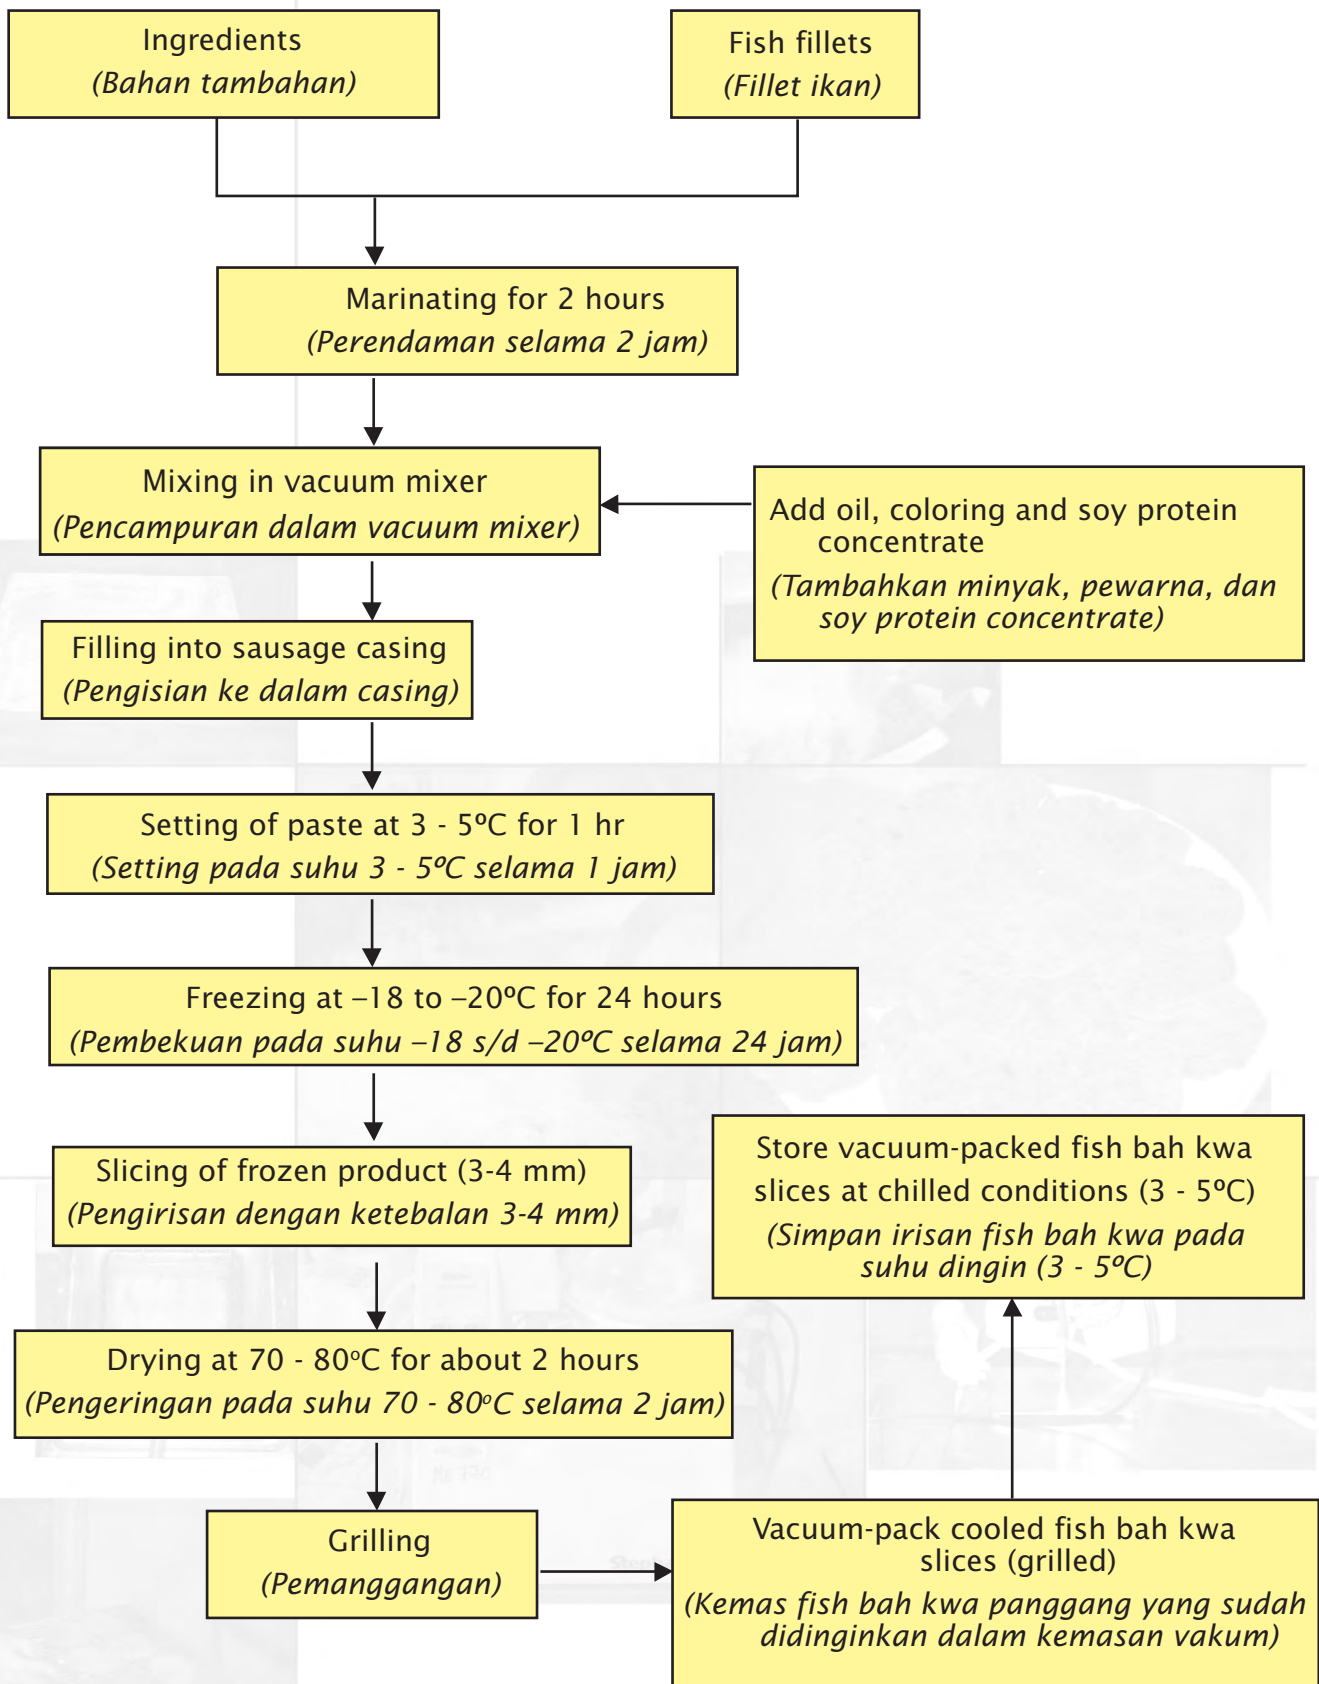 Ingredients
(Bahan tambahan)
Fish fillets
(Fillet ikan)
Marinating for 2 hours
(Perendaman selama 2 jam)
Mixing in vacuum mixer
(Pencampuran dalam vacuum mixer)
Add oil, coloring and soy protein
concentrate
(Tambahkan minyak, pewarna, dan
soy protein concentrate)
Filling into sausage casing
(Pengisian ke dalam casing)
Setting of paste at 3 - 5ºC for 1 hr
(Setting pada suhu 3 - 5ºC selama 1 jam)
Freezing at –18 to –20ºC for 24 hours
(Pembekuan pada suhu –18 s/d –20ºC selama 24 jam)
Slicing of frozen product (3-4 mm)
(Pengirisan dengan ketebalan 3-4 mm)
Store vacuum-packed fish bah kwa
slices at chilled conditions (3 - 5ºC)
(Simpan irisan fish bah kwa pada
suhu dingin (3 - 5ºC)
Drying at 70 - 80ºC for about 2 hours
(Pengeringan pada suhu 70 - 80ºC selama 2 jam)
Grilling
(Pemanggangan)
Vacuum-pack cooled fish bah kwa
slices (grilled)
(Kemas fish bah kwa panggang yang sudah
didinginkan dalam kemasan vakum)